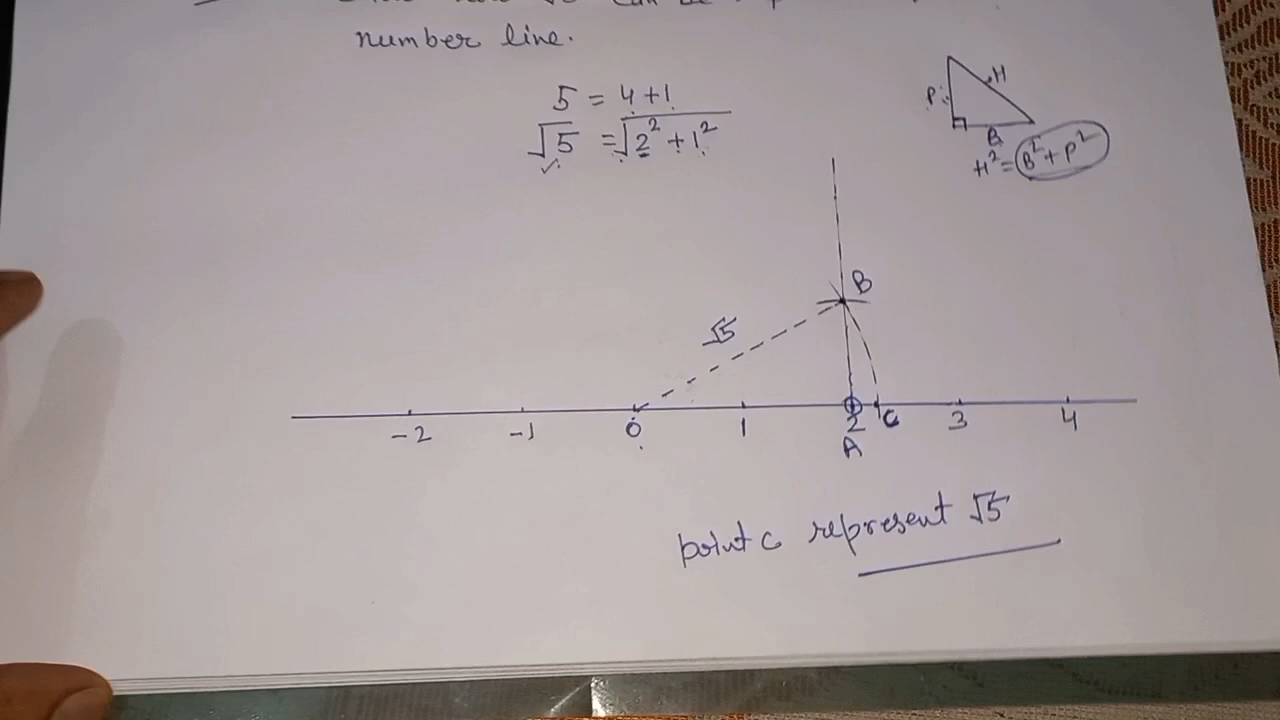 number line.
5 = 4+1
√5 = √2² + 1²
P H
B
H² = B² + P²
B
√5
-2 -1 0 1 2 C 3 4
A
point C represent √5